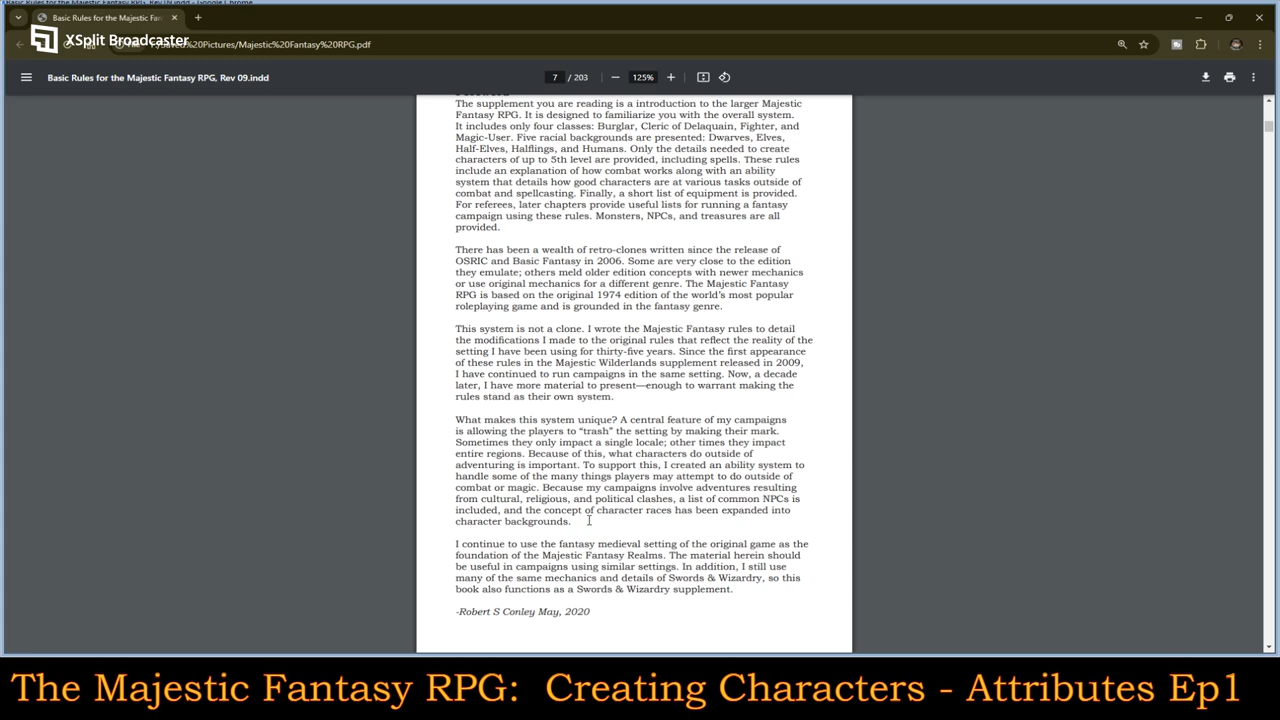 Basic Rules for the Majestic Fantasy RPG, Rev 09.indd - Google Chrome
Basic Rules for the Majestic Fan
XSplit Broadcaster
Pictures/Majestic%20Fantasy%20RPG.pdf
Basic Rules for the Majestic Fantasy RPG, Rev 09.indd
7 / 203
125%
The supplement you are reading is a introduction to the larger Majestic
Fantasy RPG. It is designed to familiarize you with the overall system.
It includes only four classes: Burglar, Cleric of Delaquain, Fighter, and
Magic-User. Five racial backgrounds are presented: Dwarves, Elves,
Half-Elves, Halflings, and Humans. Only the details needed to create
characters of up to 5th level are provided, including spells. These rules
include an explanation of how combat works along with an ability
system that details how good characters are at various tasks outside of
combat and spellcasting. Finally, a short list of equipment is provided.
For referees, later chapters provide useful lists for running a fantasy
campaign using these rules. Monsters, NPCs, and treasures are all
provided.
There has been a wealth of retro-clones written since the release of
OSRIC and Basic Fantasy in 2006. Some are very close to the edition
they emulate; others meld older edition concepts with newer mechanics
or use original mechanics for a different genre. The Majestic Fantasy
RPG is based on the original 1974 edition of the world's most popular
roleplaying game and is grounded in the fantasy genre.
This system is not a clone. I wrote the Majestic Fantasy rules to detail
the modifications I made to the original rules that reflect the reality of the
setting I have been using for thirty-five years. Since the first appearance
of these rules in the Majestic Wilderlands supplement released in 2009,
I have continued to run campaigns in the same setting. Now, a decade
later, I have more material to present—enough to warrant making the
rules stand as their own system.
What makes this system unique? A central feature of my campaigns
is allowing the players to “trash” the setting by making their mark.
Sometimes they only impact a single locale; other times they impact
entire regions. Because of this, what characters do outside of
adventuring is important. To support this, I created an ability system to
handle some of the many things players may attempt to do outside of
combat or magic. Because my campaigns involve adventures resulting
from cultural, religious, and political clashes, a list of common NPCs is
included, and the concept of character races has been expanded into
character backgrounds.
I continue to use the fantasy medieval setting of the original game as the
foundation of the Majestic Fantasy Realms. The material herein should
be useful in campaigns using similar settings. In addition, I still use
many of the same mechanics and details of Swords & Wizardry, so this
book also functions as a Swords & Wizardry supplement.
-Robert S Conley May, 2020
The Majestic Fantasy RPG: Creating Characters - Attributes Ep1